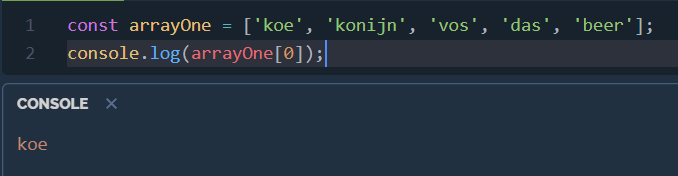 1 const arrayOne = ['koe', 'konijn', 'vos', 'das', 'beer'];
2 console.log(arrayOne[0]);
CONSOLE ×
koe